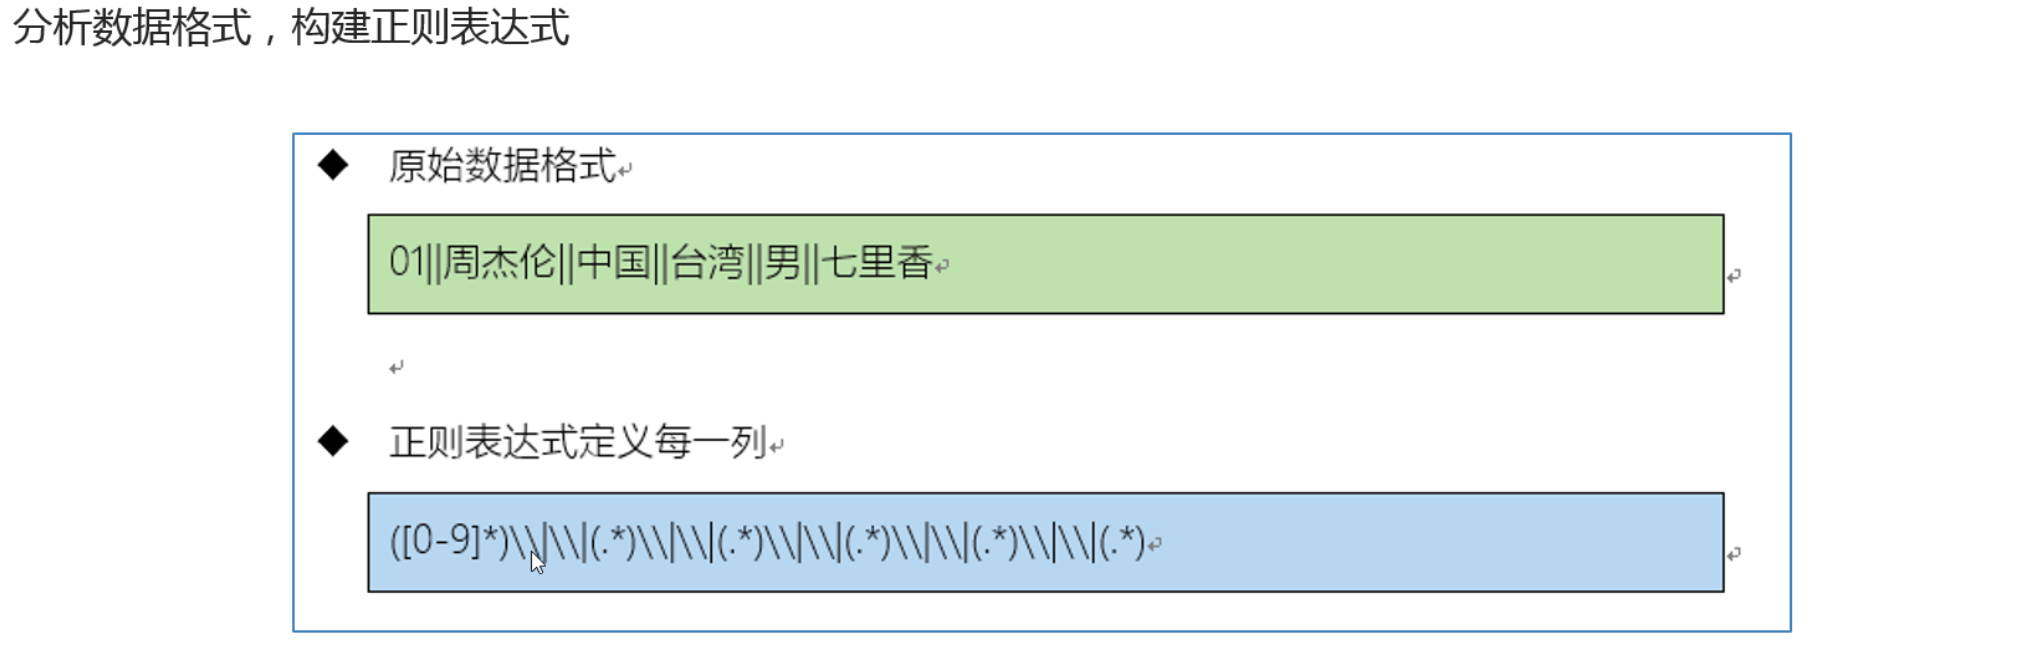 分析数据格式，构建正则表达式
◆ 原始数据格式↵
01||周杰伦||中国||台湾||男||七里香↵
↵
◆ 正则表达式定义每一列↵
([0-9]*)\\|\\|(.*)\\|\\|(.*)\\|\\|(.*)\\|\\|(.*)\\|\\|(.*)↵